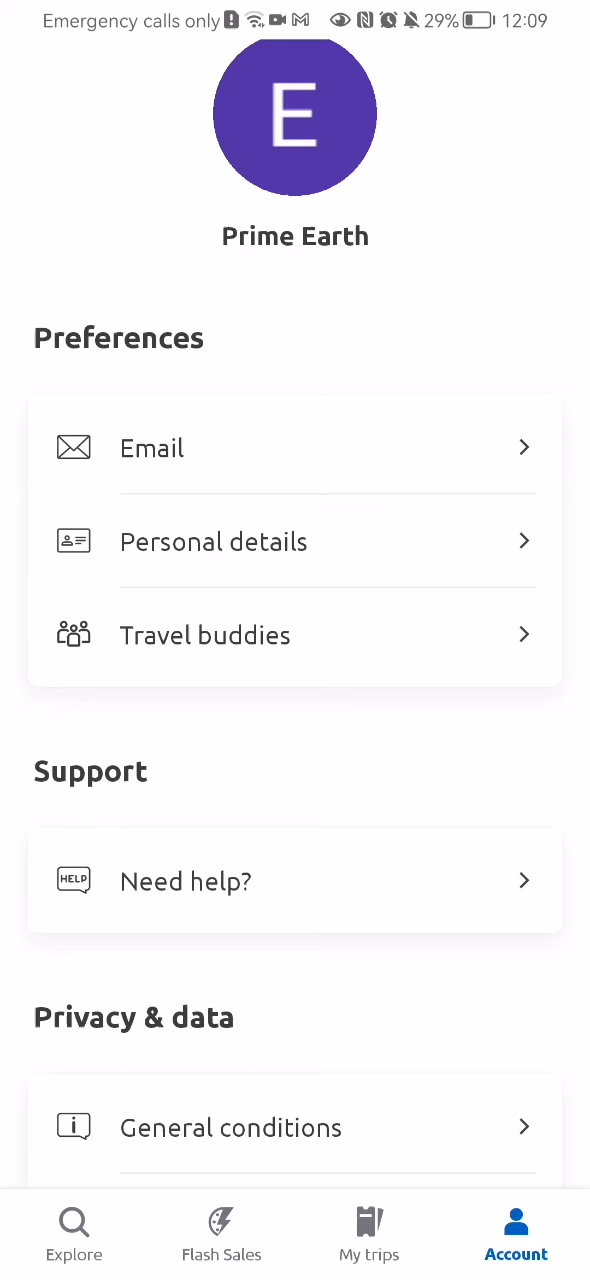 Emergency calls only 29% 12:09
E
Prime Earth
Preferences
Email
Personal details
Travel buddies
Support
HELP Need help?
Privacy & data
General conditions
Explore Flash Sales My trips Account